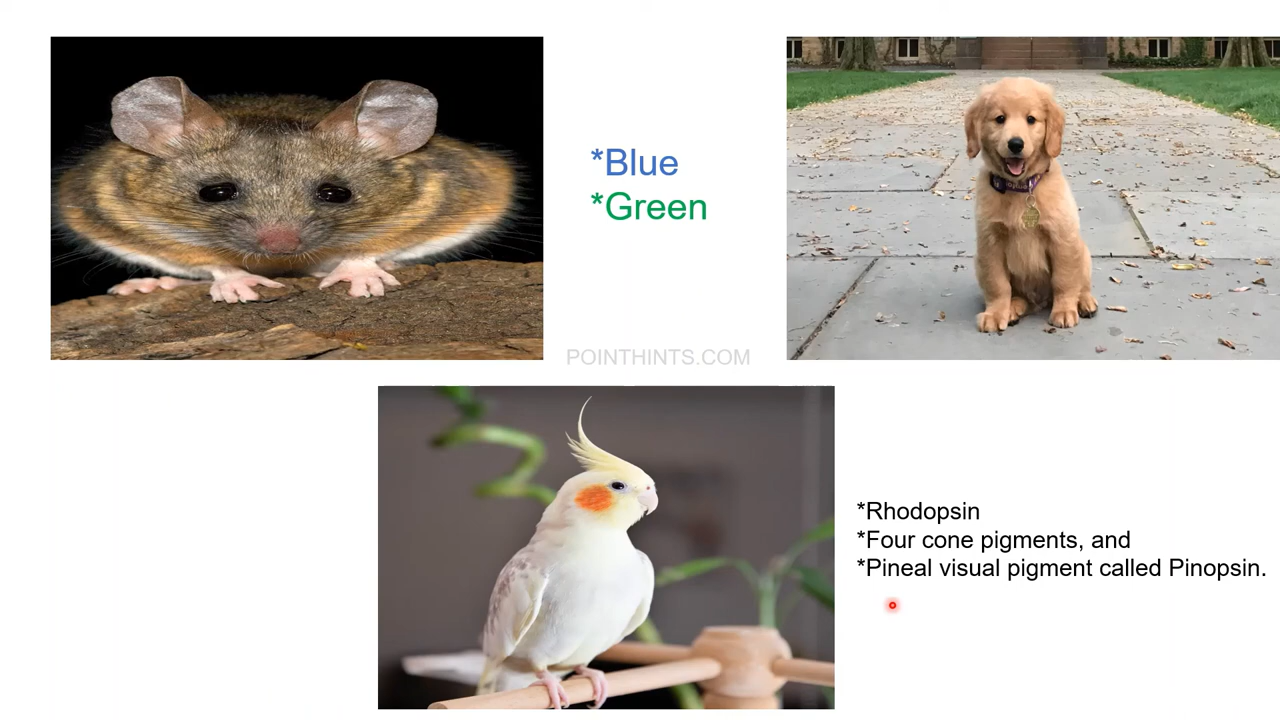 *Blue
*Green
POINTHINTS.COM
*Rhodopsin
*Four cone pigments, and
*Pineal visual pigment called Pinopsin.